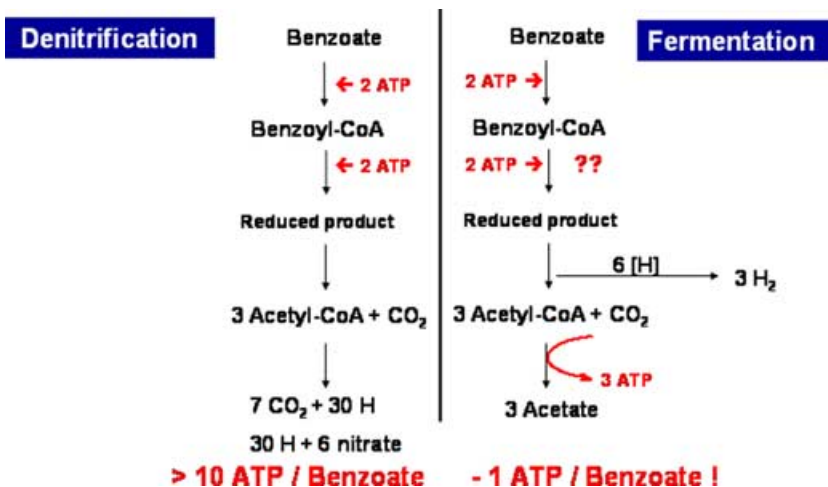 Denitrification
Benzoate
← 2 ATP
Benzoyl-CoA
← 2 ATP
Reduced product
3 Acetyl-CoA + CO₂
7 CO₂ + 30 H
30 H + 6 nitrate
> 10 ATP / Benzoate
Fermentation
Benzoate
2 ATP →
Benzoyl-CoA
2 ATP → ??
Reduced product
6 [H] 3 H₂
3 Acetyl-CoA + CO₂
3 ATP
3 Acetate
- 1 ATP / Benzoate !